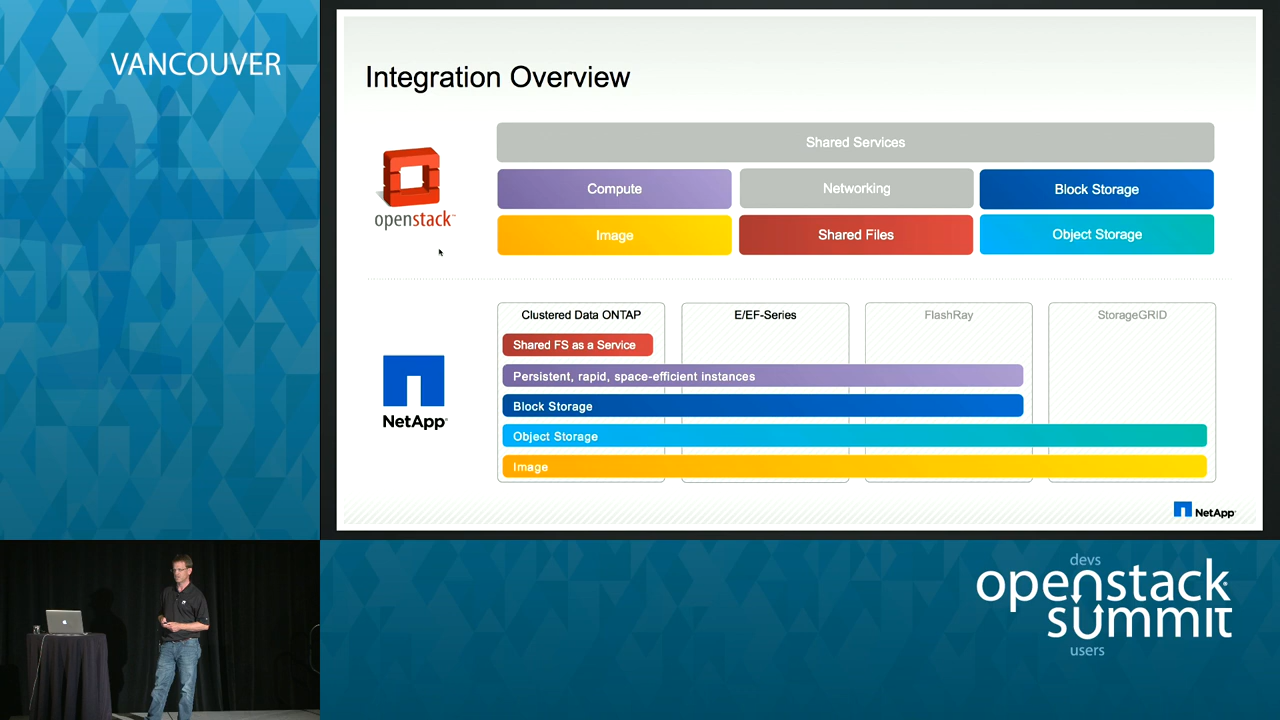 VANCOUVER
Integration Overview
openstack™
Shared Services
Compute
Networking
Block Storage
Image
Shared Files
Object Storage
Clustered Data ONTAP
E/EF-Series
FlashRay
StorageGRID
Shared FS as a Service
Persistent, rapid, space-efficient instances
Block Storage
Object Storage
Image
NetApp
NetApp
devs
openstack
summit
users